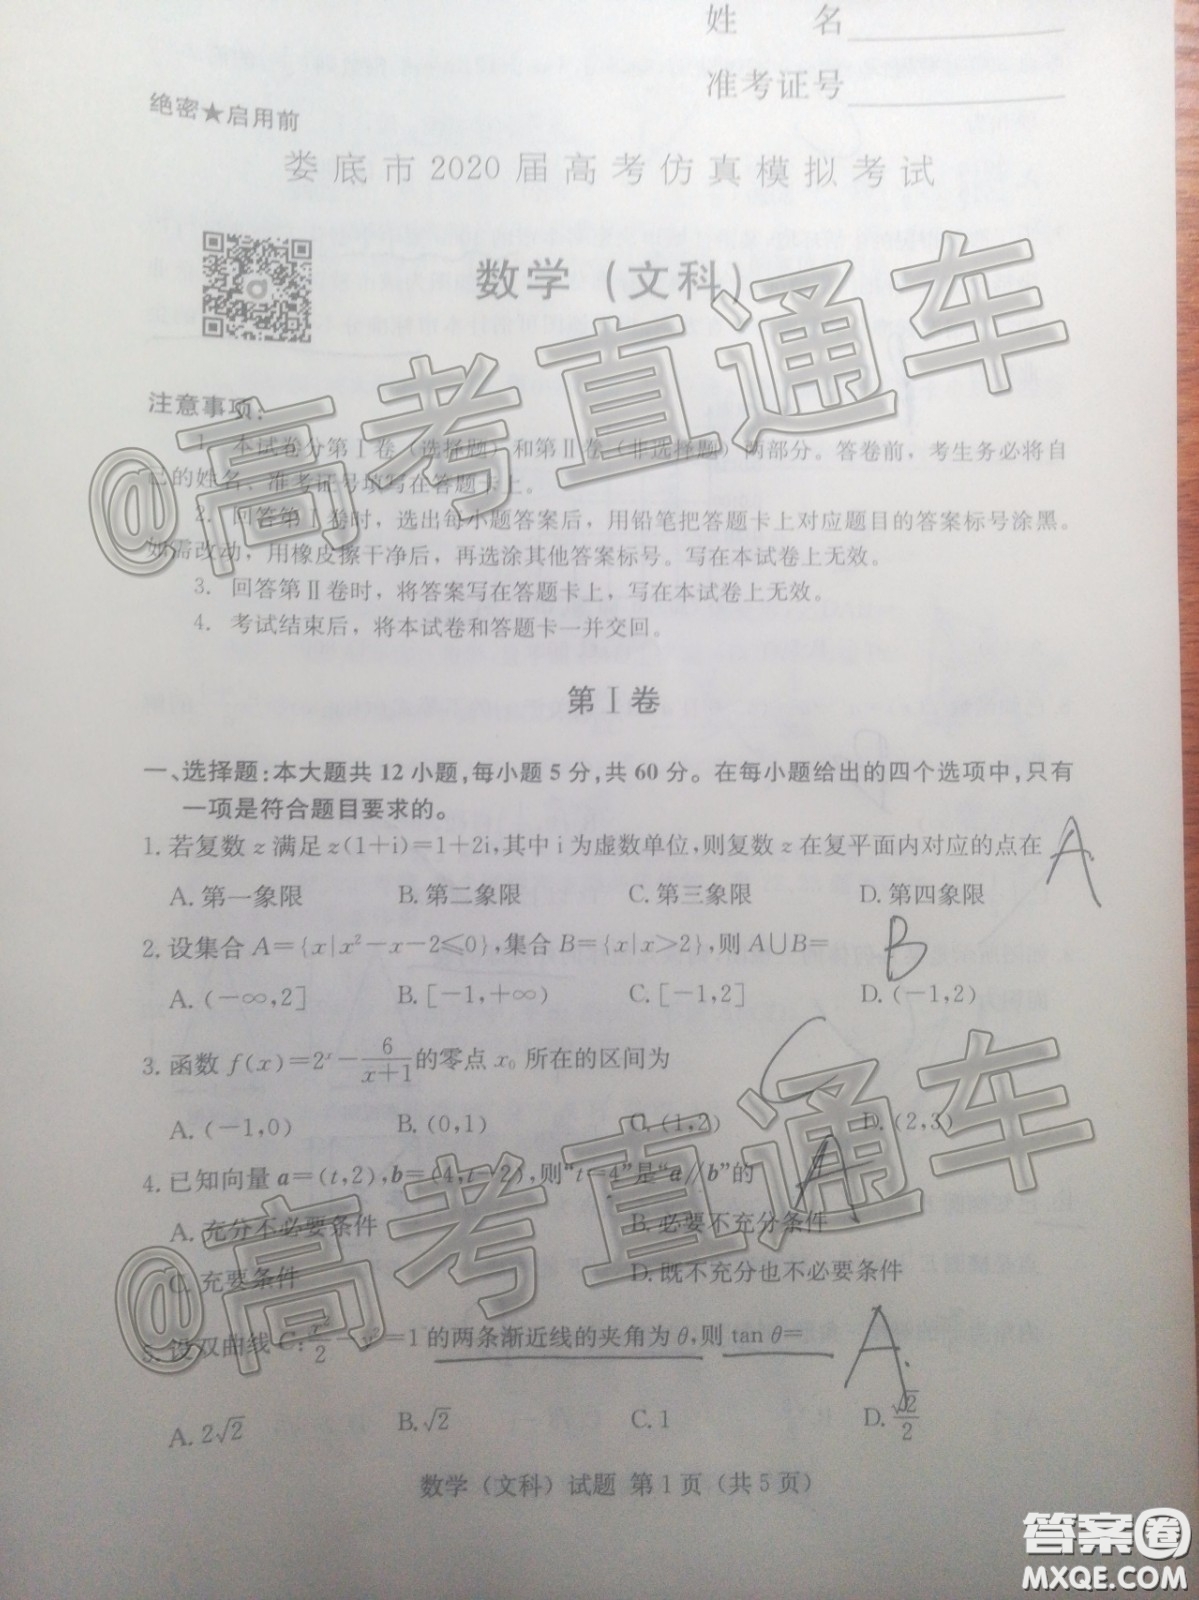 姓 名
准考证号
绝密★启用前
娄底市2020届高考仿真模拟考试
数学（文科）
注意事项：
1. 本试卷分第Ⅰ卷（选择题）和第Ⅱ卷（非选择题）两部分。答卷前，考生务必将自
己的姓名、准考证号填写在答题卡上。
2. 回答第Ⅰ卷时，选出每小题答案后，用铅笔把答题卡上对应题目的答案标号涂黑。
如需改动，用橡皮擦干净后，再选涂其他答案标号。写在本试卷上无效。
3. 回答第Ⅱ卷时，将答案写在答题卡上，写在本试卷上无效。
4. 考试结束后，将本试卷和答题卡一并交回。
第Ⅰ卷
一、选择题：本大题共12小题，每小题5分，共60分。在每小题给出的四个选项中，只有
一项是符合题目要求的。
1. 若复数z满足z(1+i)=1+2i,其中i为虚数单位,则复数z在复平面内对应的点在 A.
A. 第一象限 B. 第二象限 C. 第三象限 D. 第四象限
2. 设集合A={x|x²-x-2⩽0},集合B={x|x>2},则A∪B= B
A. (-∞,2] B. [-1,+∞) C. [-1,2] D. (-1,2)
3. 函数f(x)=2ˣ-6/(x+1)的零点x₀所在的区间为 C
A. (-1,0) B. (0,1) C. (1,2) D. (2,3)
4. 已知向量a=(t,2),b=(4,t+2),则“t=-4”是“a//b”的 A
A. 充分不必要条件 B. 必要不充分条件
C. 充要条件 D. 既不充分也不必要条件
5. 设双曲线C:x²/2-y²=1的两条渐近线的夹角为θ,则tanθ= A.
A. 2√2 B. √2 C. 1 D. √2/2
数学（文科）试题 第1页（共5页）
@高考直通车
@高考直通车
答案卷
MXQE.COM